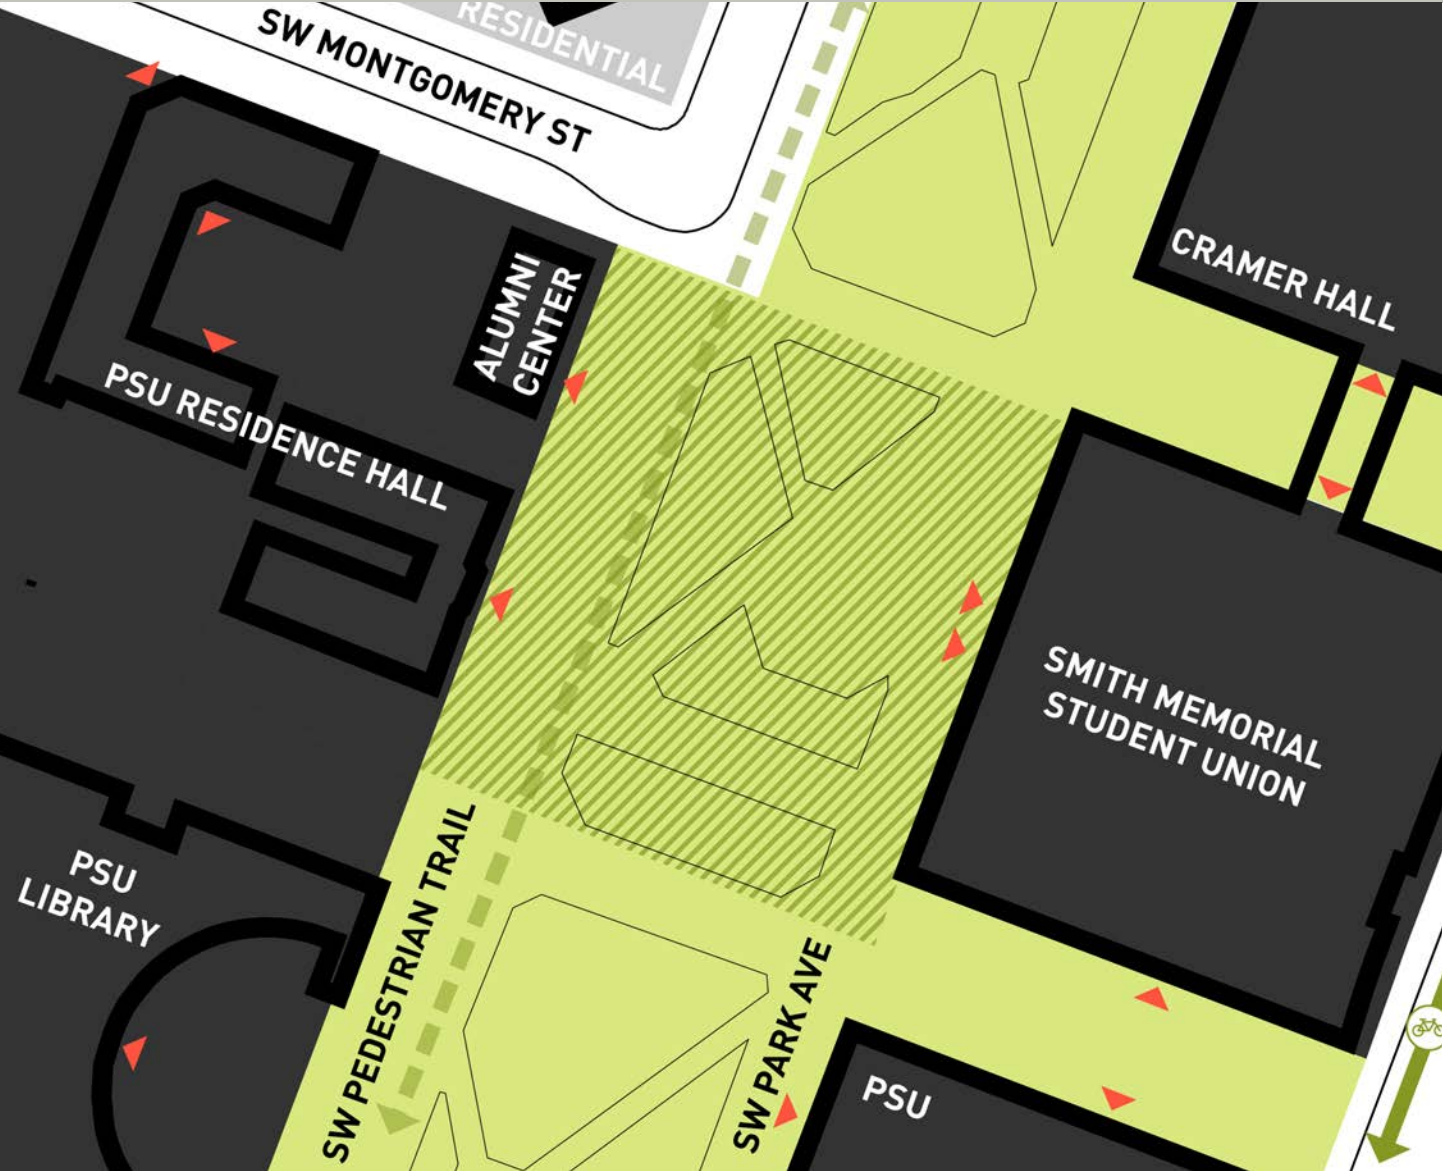 RESIDENTIAL
SW MONTGOMERY ST
CRAMER HALL
ALUMNI
CENTER
PSU RESIDENCE HALL
SMITH MEMORIAL
STUDENT UNION
PSU
LIBRARY
SW PEDESTRIAN TRAIL
SW PARK AVE
PSU